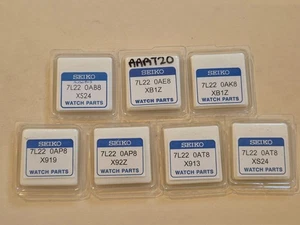 AAAT20
SEIKO
7L22 0A88
XS24
WATCH PARTS
SEIKO
7L22 0AE8
XB1Z
WATCH PARTS
SEIKO
7L22 0AK8
XB1Z
WATCH PARTS
SEIKO
7L22 0AP8
X919
WATCH PARTS
SEIKO
7L22 0AP8
X92Z
WATCH PARTS
SEIKO
7L22 0AT8
X913
WATCH PARTS
SEIKO
7L22 0AT8
XS24
WATCH PARTS